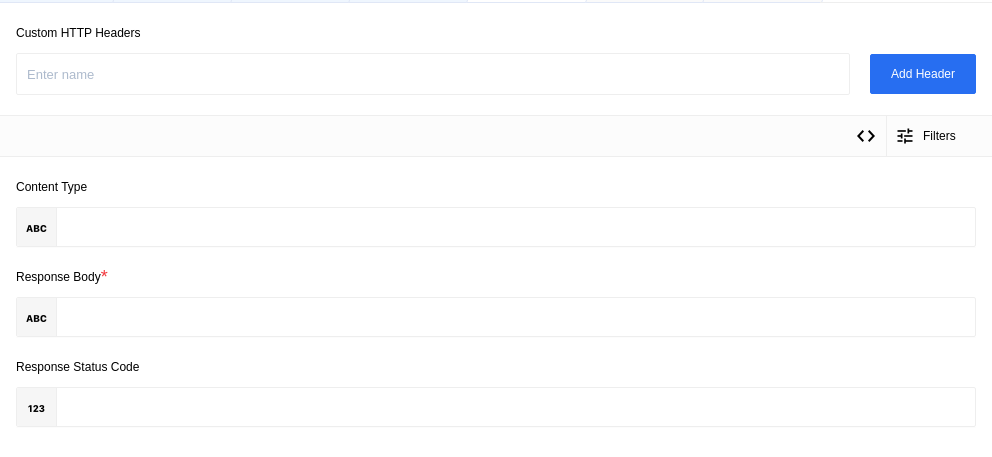 Custom HTTP Headers
Enter name
Add Header
Filters
Content Type
ABC
Response Body*
ABC
Response Status Code
123